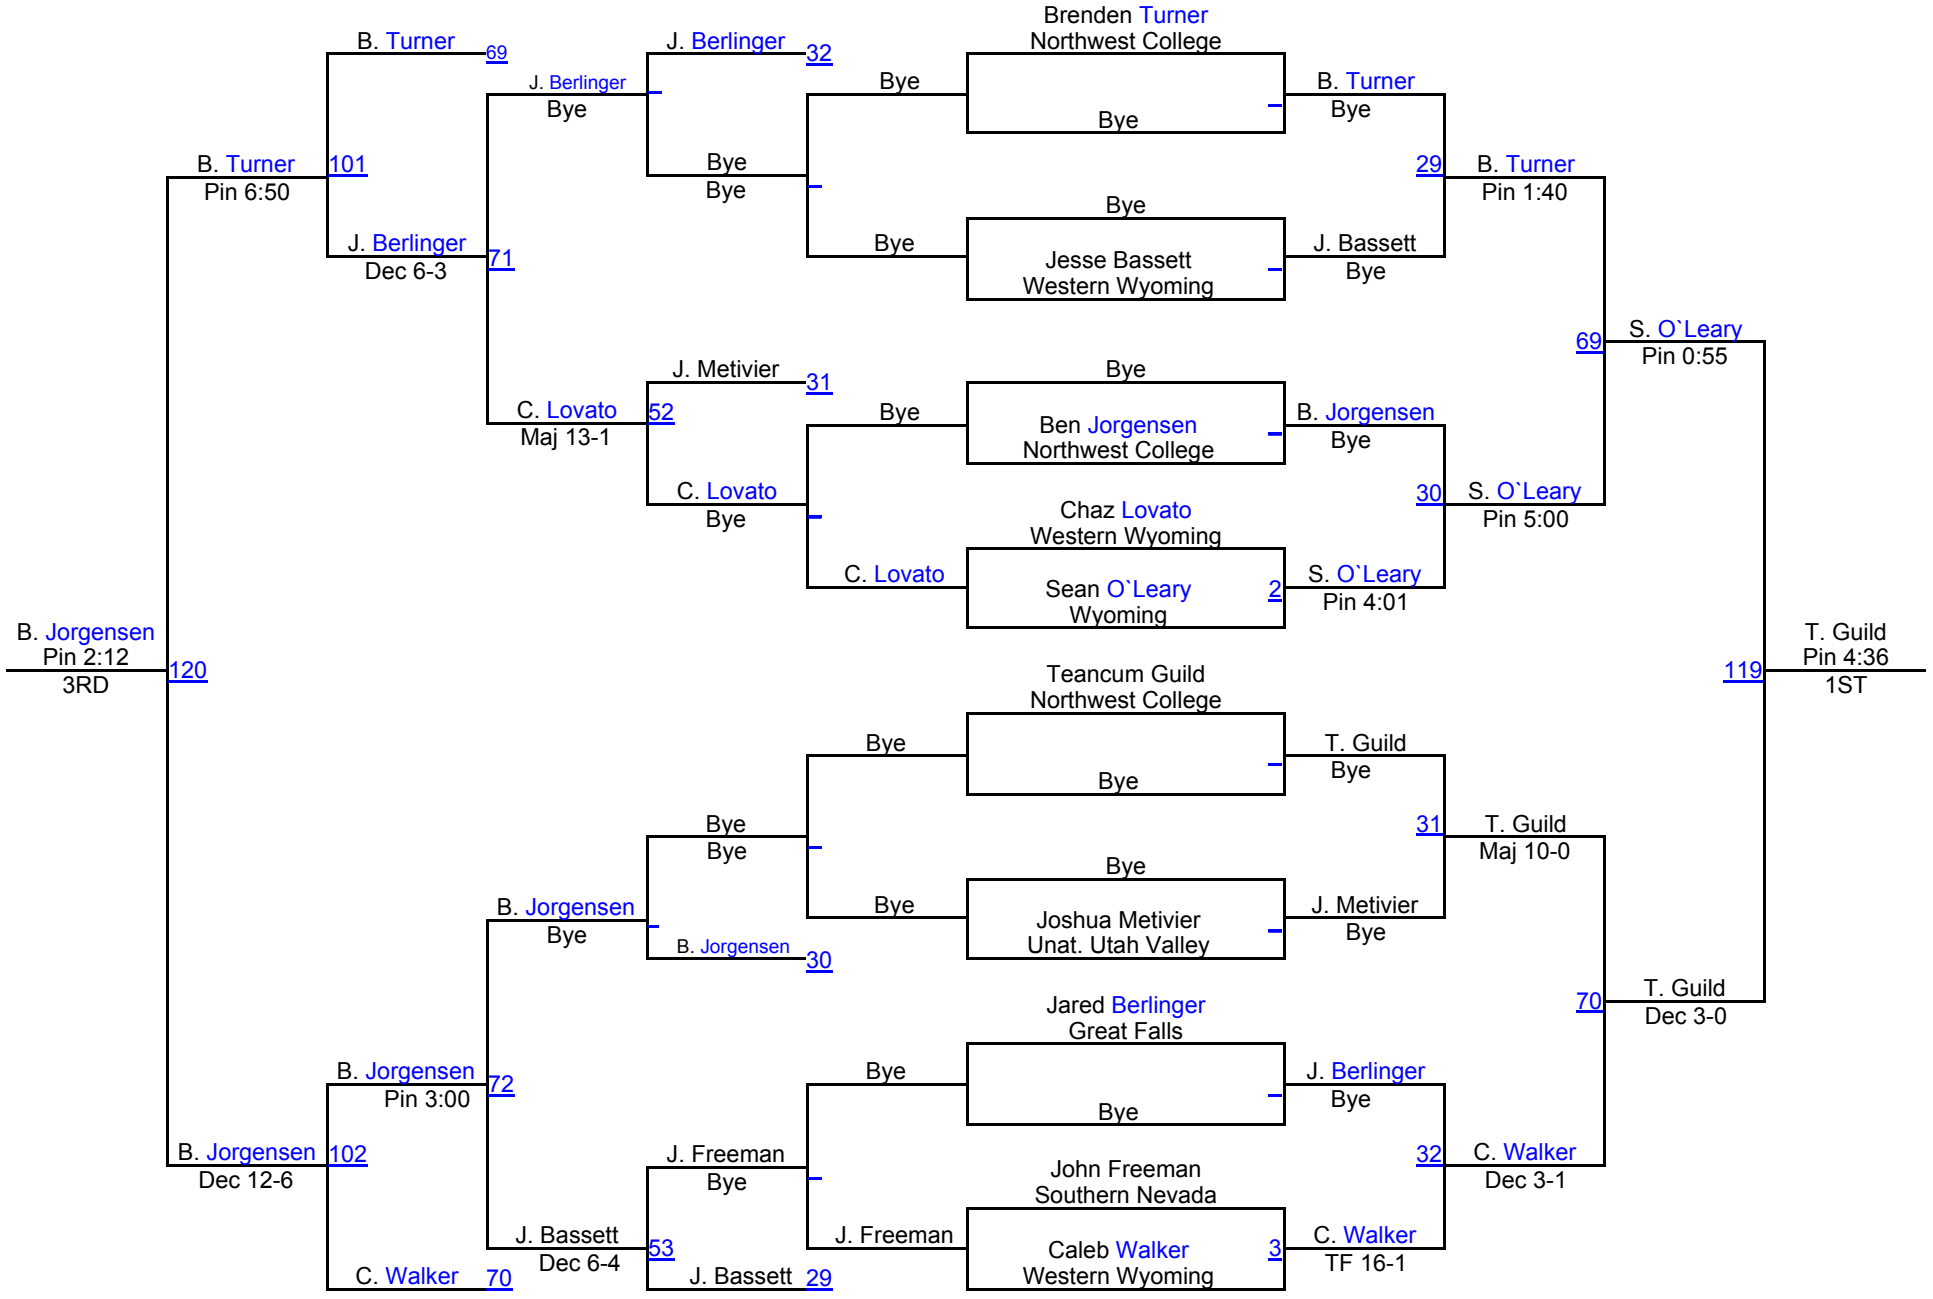 Brenden Turner
Northwest College
B. Turner
69
J. Berlinger
32
J. Berlinger
Bye
Bye
B. Turner
Bye
Bye
B. Turner
Pin 6:50
101
Bye
Bye
29
B. Turner
Pin 1:40
Bye
J. Berlinger
Dec 6-3
71
Bye
Jesse Bassett
Western Wyoming
J. Bassett
Bye
69
S. O`Leary
Pin 0:55
J. Metivier
31
Bye
C. Lovato
Maj 13-1
52
Bye
Ben Jorgensen
Northwest College
B. Jorgensen
Bye
C. Lovato
Bye
Chaz Lovato
Western Wyoming
30
S. O`Leary
Pin 5:00
C. Lovato
Sean O`Leary
Wyoming
2
S. O`Leary
Pin 4:01
B. Jorgensen
Pin 2:12
3RD
120
Teancum Guild
Northwest College
119
T. Guild
Pin 4:36
1ST
Bye
Bye
T. Guild
Bye
Bye
Bye
31
T. Guild
Maj 10-0
Bye
B. Jorgensen
Bye
Bye
Joshua Metivier
Unat. Utah Valley
J. Metivier
Bye
B. Jorgensen
30
Jared Berlinger
Great Falls
70
T. Guild
Dec 3-0
B. Jorgensen
Pin 3:00
72
Bye
Bye
J. Berlinger
Bye
B. Jorgensen
Dec 12-6
102
J. Freeman
Bye
John Freeman
Southern Nevada
32
C. Walker
Dec 3-1
J. Bassett
Dec 6-4
53
J. Freeman
Caleb Walker
Western Wyoming
3
C. Walker
TF 16-1
C. Walker
70
J. Bassett
29